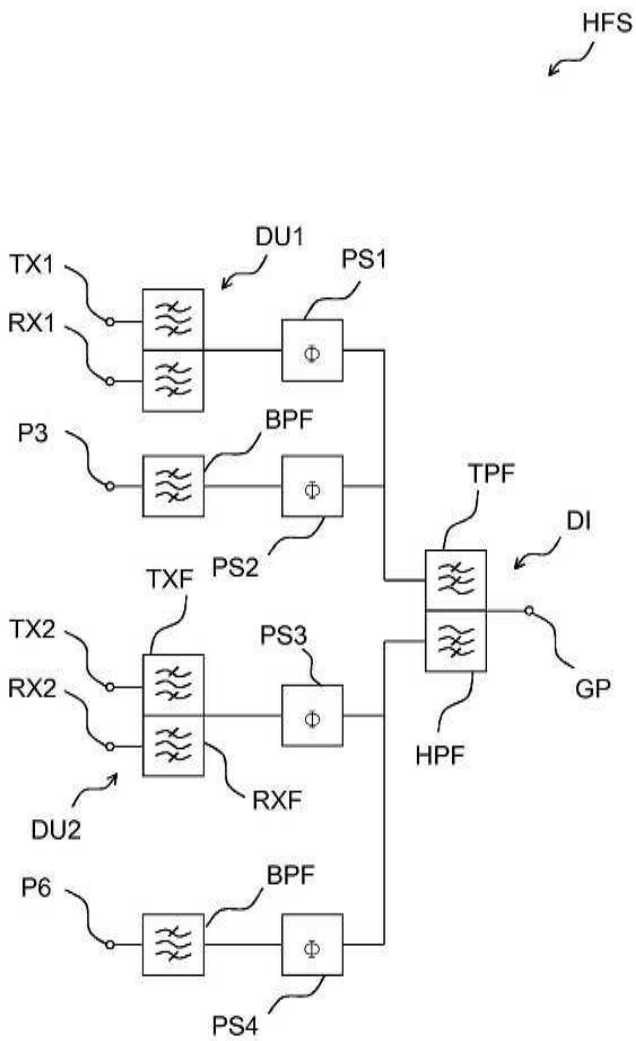 HFS
DU1
PS1
TX1
RX1
Φ
P3
BPF
Φ
TPF
DI
PS2
TXF
TX2
PS3
RX2
GP
Φ
HPF
RXF
DU2
BPF
P6
Φ
PS4